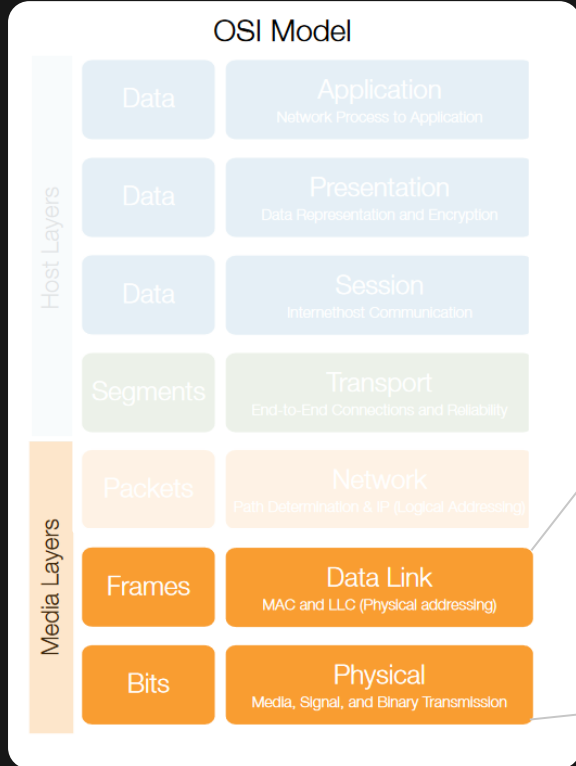 OSI Model
Host Layers
Data
Application
Network Process to Application
Data
Presentation
Data Representation and Encryption
Data
Session
Internethost Communication
Segments
Transport
End-to-End Connections and Reliability
Media Layers
Packets
Network
Path Determination & IP (Logical Addressing)
Frames
Data Link
MAC and LLC (Physical addressing)
Bits
Physical
Media, Signal, and Binary Transmission